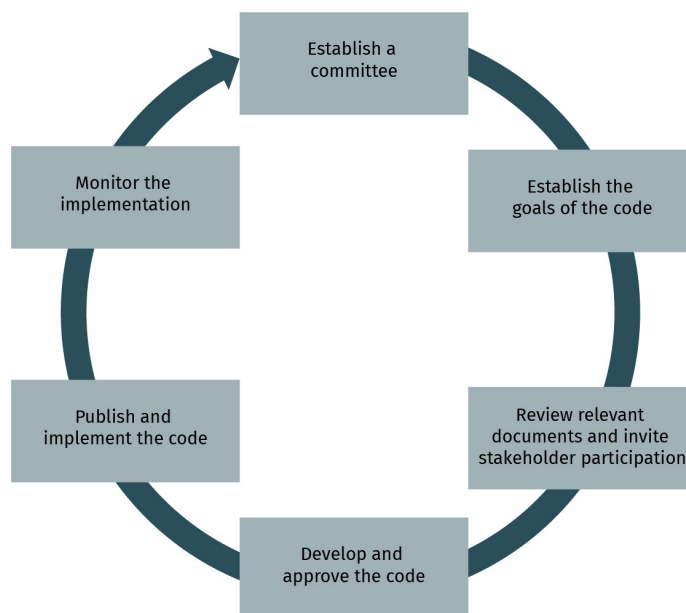 Establish a
committee
Establish the
goals of the code
Review relevant
documents and invite
stakeholder participation
Develop and
approve the code
Publish and
implement the code
Monitor the
implementation